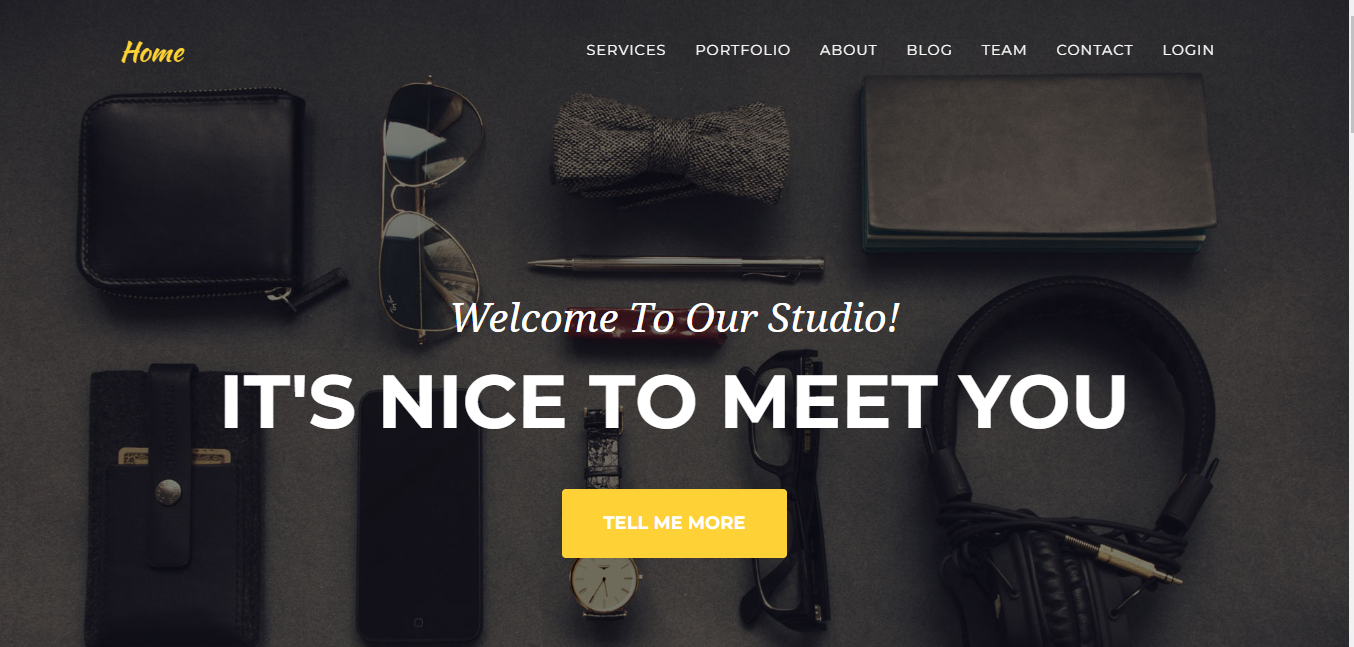 Home
SERVICES PORTFOLIO ABOUT BLOG TEAM CONTACT LOGIN
Welcome To Our Studio!
IT'S NICE TO MEET YOU
TELL ME MORE